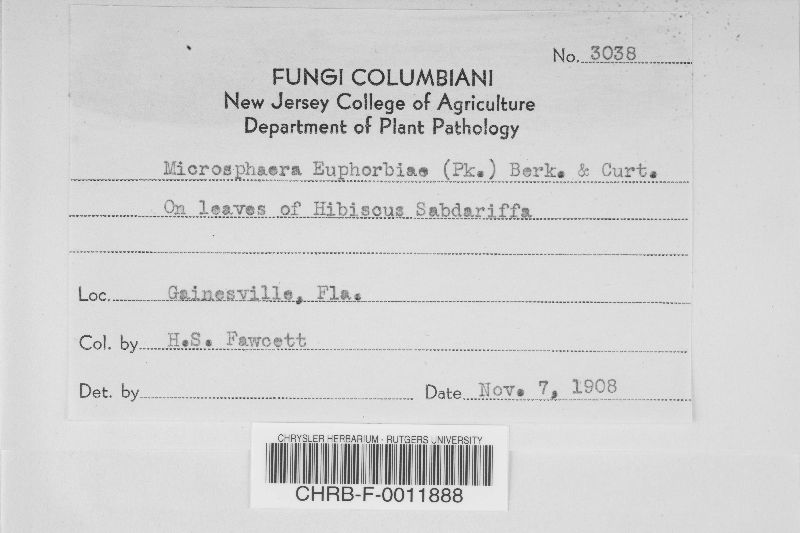 No. 3038
FUNGI COLUMBIANI
New Jersey College of Agriculture
Department of Plant Pathology
Microsphaera Euphorbiae (Pk.) Berk. & Curt.
On leaves of Hibiscus Sabdariffa
Loc. Gainesville, Fla.
Col. by H.S. Fawcett
Det. by Date Nov. 7, 1908
CHRYSLER HERBARIUM - RUTGERS UNIVERSITY
CHRB-F-0011888